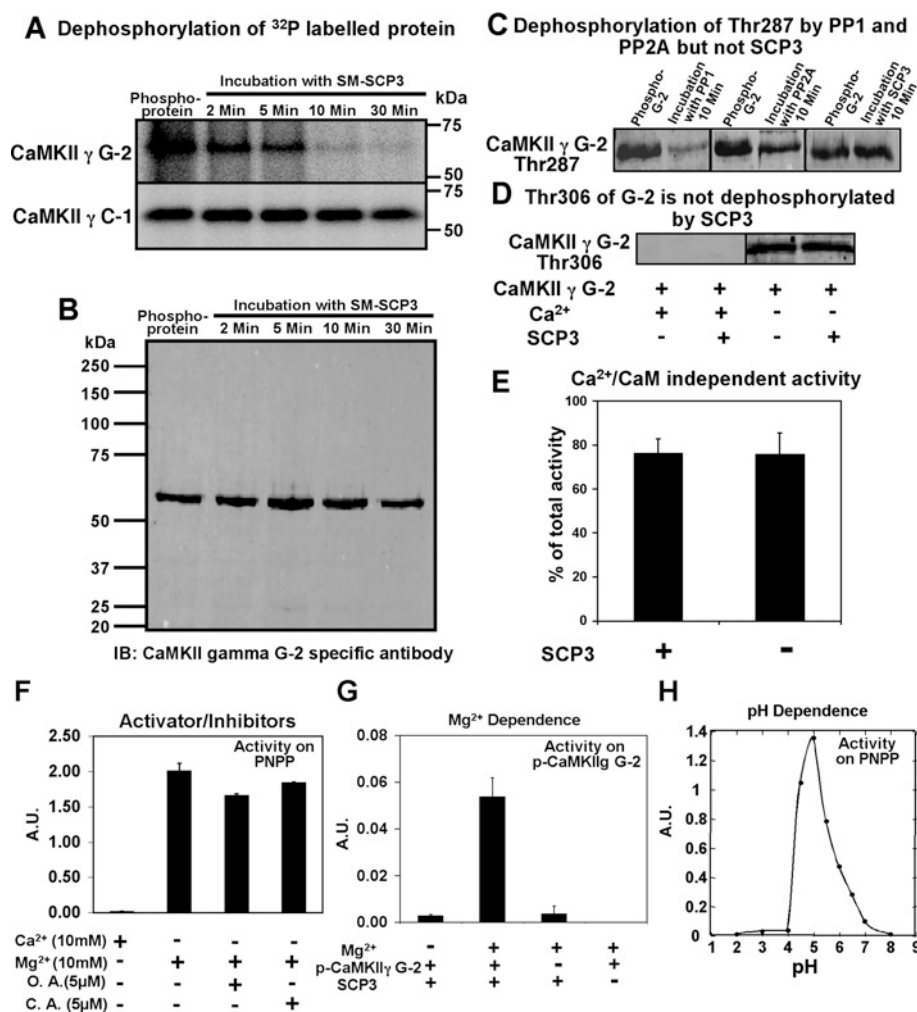 A Dephosphorylation of ³²P labelled protein
Incubation with SM-SCP3
Phospho-
protein
2 Min 5 Min 10 Min 30 Min
kDa
CaMKII γ G-2
75
50
CaMKII γ C-1
75
50
B
Incubation with SM-SCP3
Phospho-
protein
2 Min 5 Min 10 Min 30 Min
kDa
250
150
100
75
50
37
25
20
IB: CaMKII gamma G-2 specific antibody
C Dephosphorylation of Thr287 by PP1 and
PP2A but not SCP3
Phospho-
G-2
Incubation
with PP1
10 Min
Phospho-
G-2
Incubation
with PP2A
10 Min
Phospho-
G-2
Incubation
with SCP3
10 Min
CaMKII γ G-2
Thr287
D Thr306 of G-2 is not dephosphorylated
by SCP3
CaMKII γ G-2
Thr306
CaMKII γ G-2 + + + +
Ca²⁺ + + - -
SCP3 - + - +
E
Ca²⁺/CaM independent activity
% of total activity
100
80
60
40
20
0
SCP3 + -
F
Activator/Inhibitors
Activity on
PNPP
A.U.
2.50
2.00
1.50
1.00
0.50
0.00
Ca²⁺ (10mM) + - - -
Mg²⁺ (10mM) - + + +
O. A. (5μM) - - + -
C. A. (5μM) - - - +
G
Mg²⁺ Dependence
Activity on
p-CaMKIIg G-2
A.U.
0.08
0.06
0.04
0.02
0.00
Mg²⁺ - + + +
p-CaMKIIγ G-2 + + - +
SCP3 + + + -
H
pH Dependence
Activity
on PNPP
A.U.
1.4
1.2
1
0.8
0.6
0.4
0.2
0
1 2 3 4 5 6 7 8 9
pH